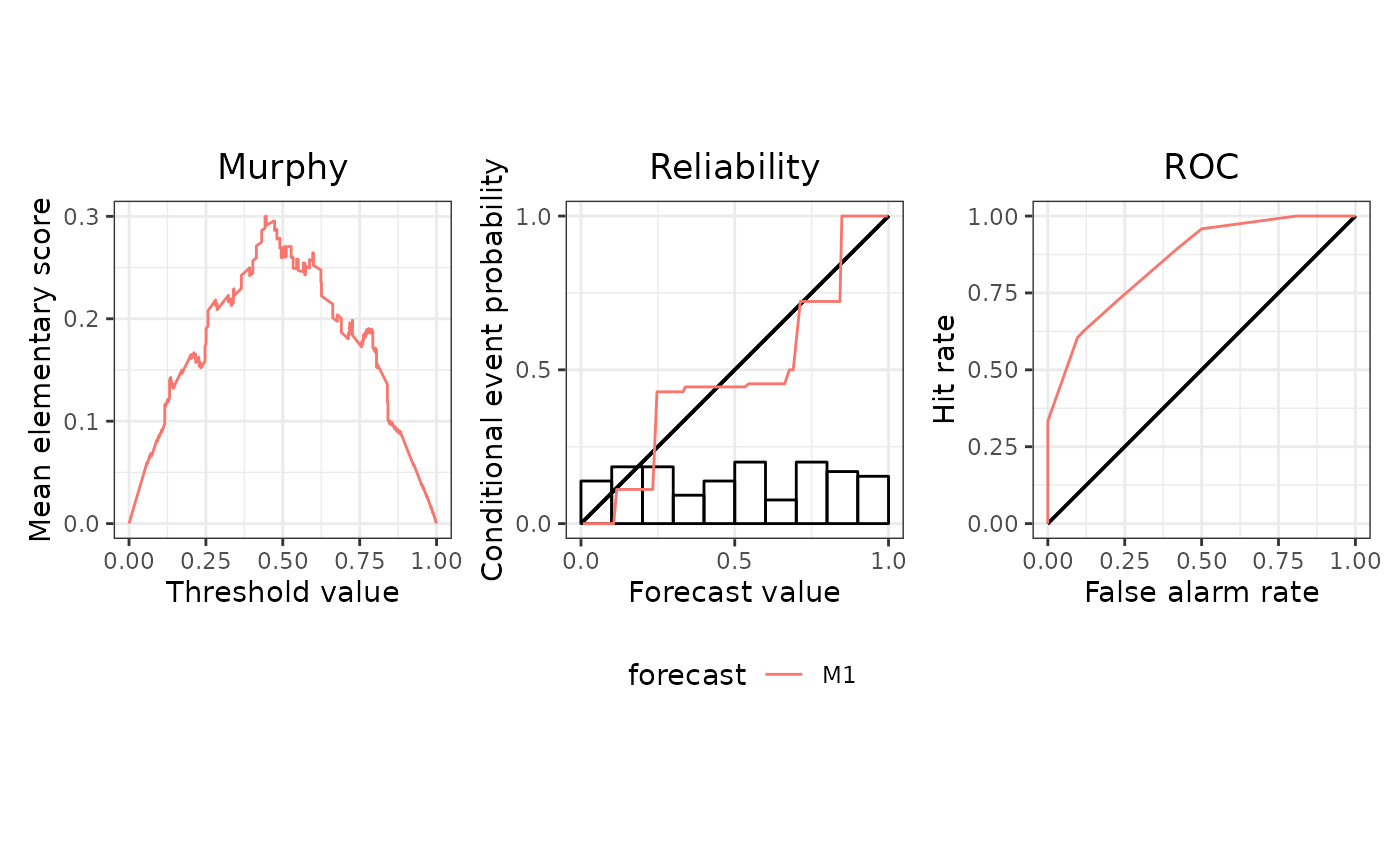 Murphy
Mean elementary score
0.3
0.2
0.1
0.0
0.00 0.25 0.50 0.75 1.00
Threshold value
Reliability
Conditional event probability
1.0
0.5
0.0
0.0 0.5 1.0
Forecast value
ROC
Hit rate
1.00
0.75
0.50
0.25
0.00
0.00 0.25 0.50 0.75 1.00
False alarm rate
forecast M1